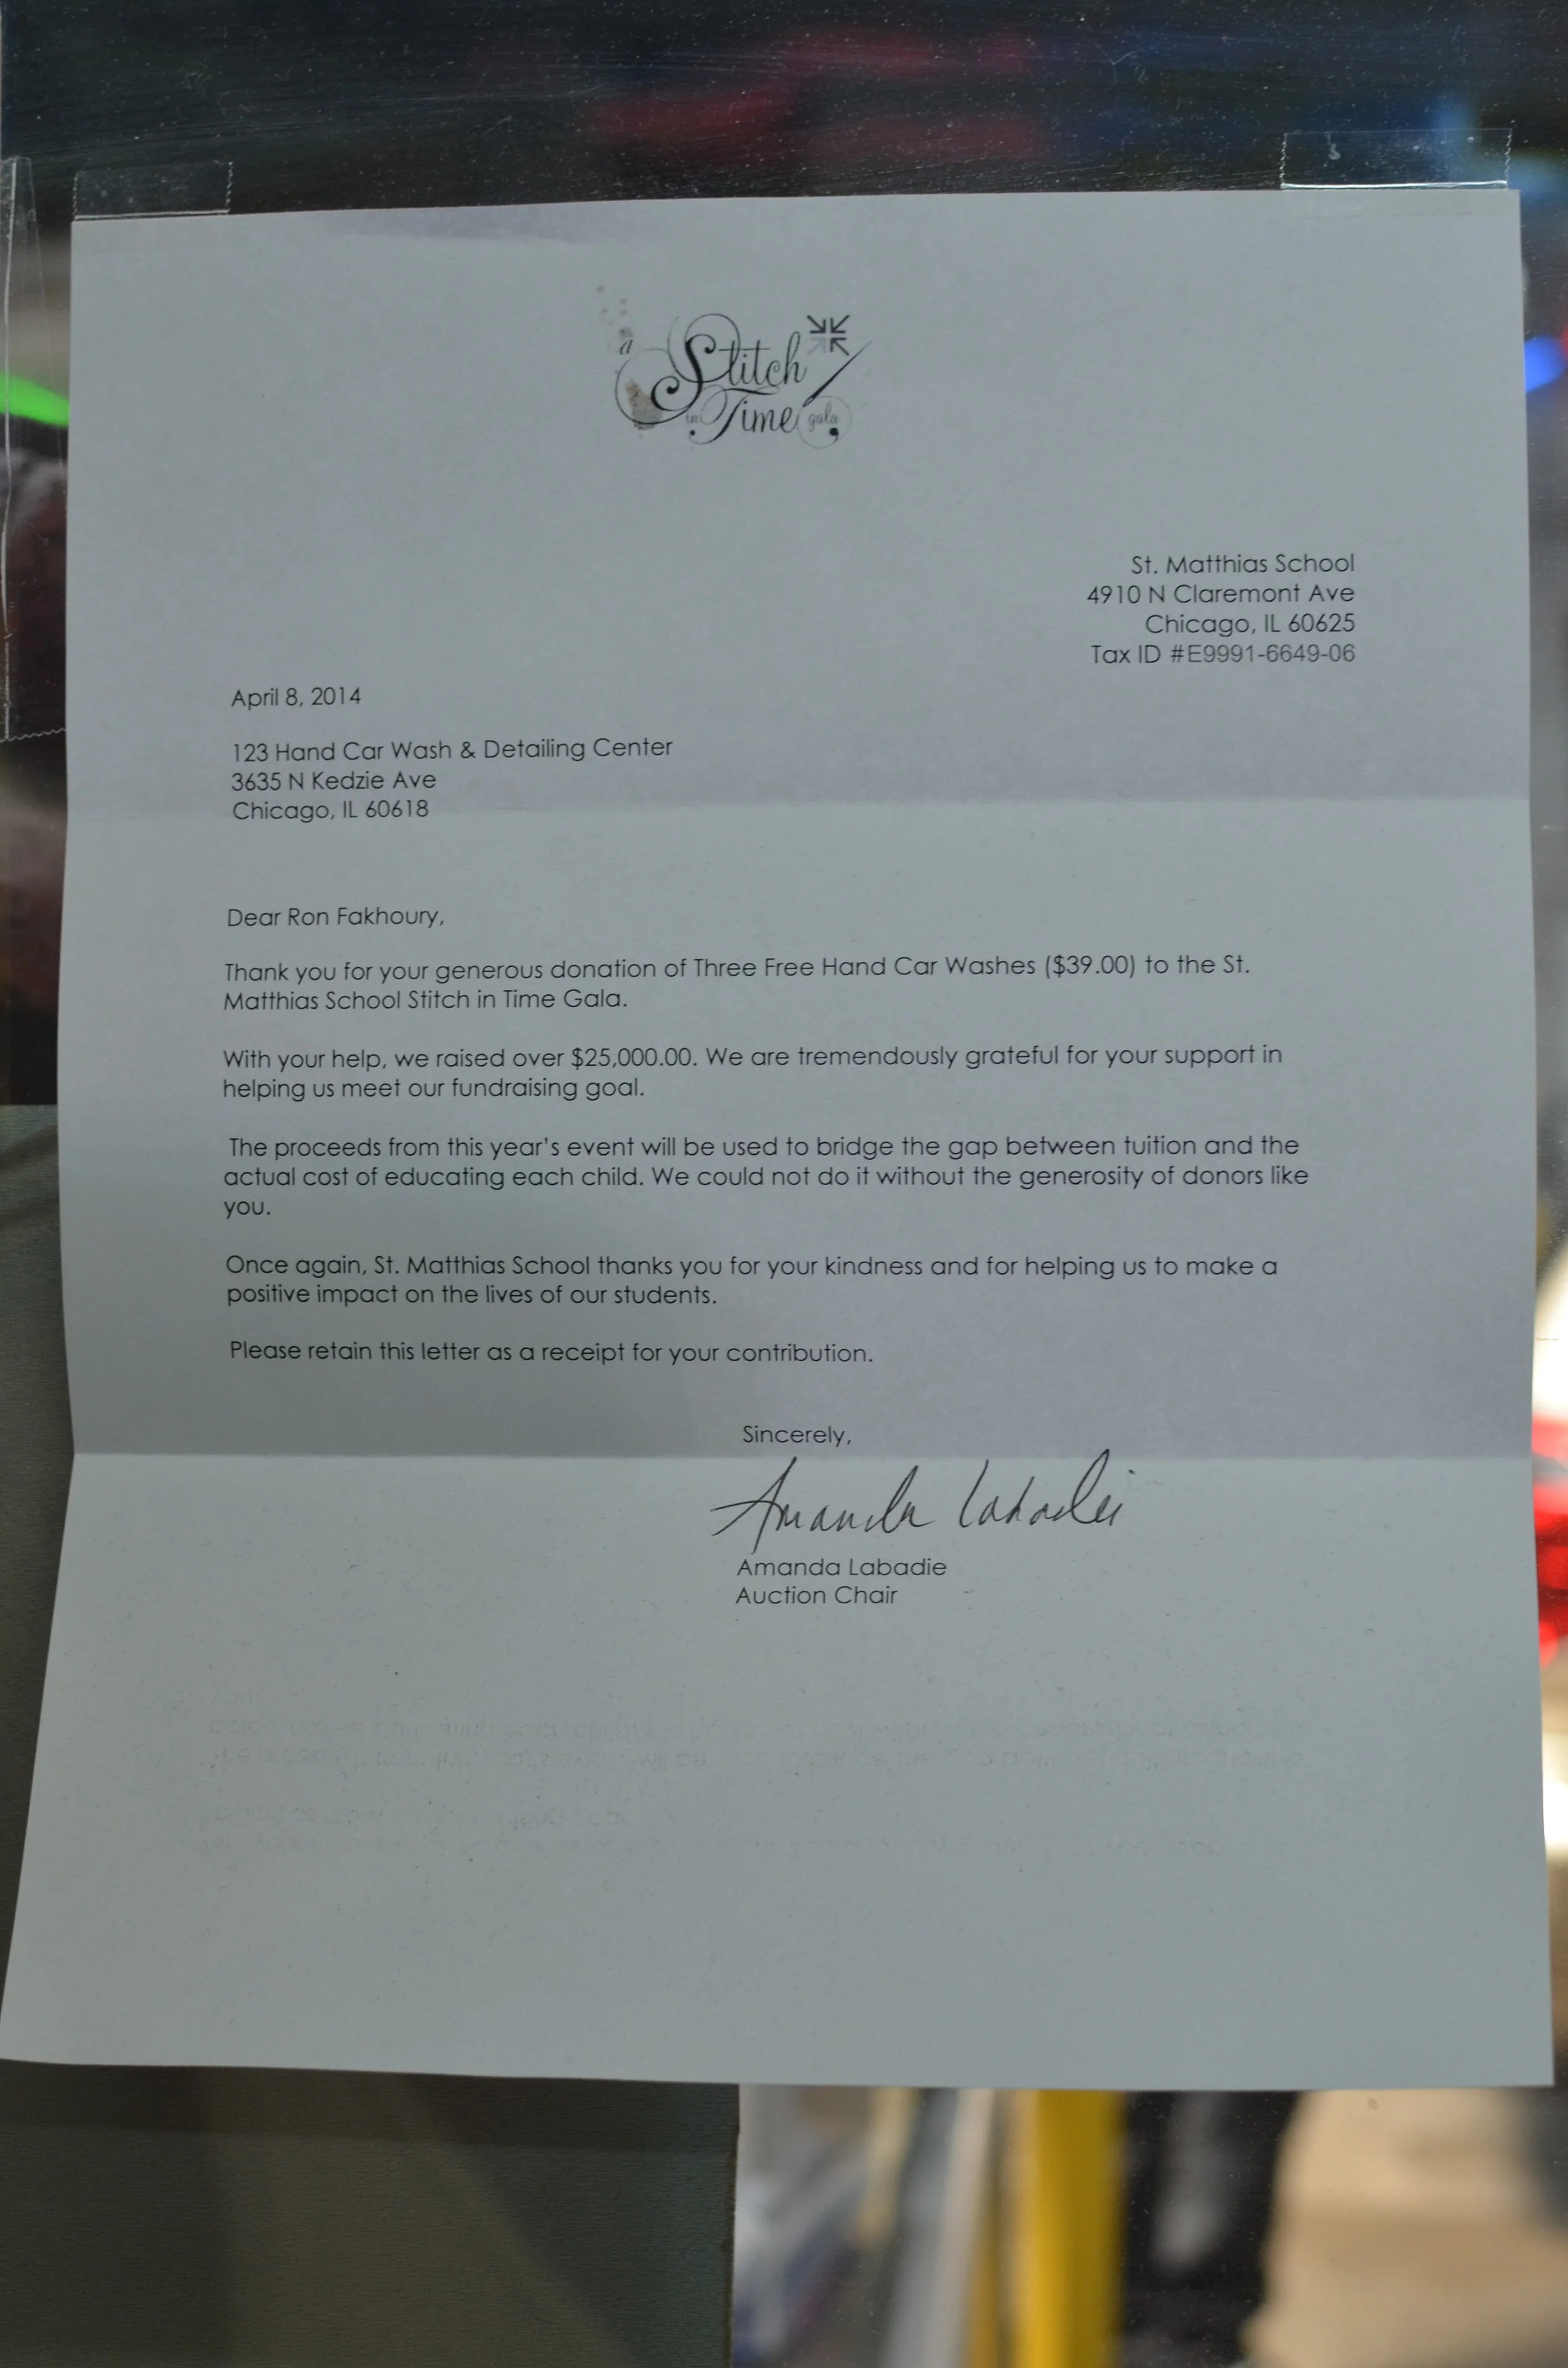 a Stitch
in Time gala
St. Matthias School
4910 N Claremont Ave
Chicago, IL 60625
Tax ID #E9991-6649-06
April 8, 2014
123 Hand Car Wash & Detailing Center
3635 N Kedzie Ave
Chicago, IL 60618
Dear Ron Fakhoury,
Thank you for your generous donation of Three Free Hand Car Washes ($39.00) to the St.
Matthias School Stitch in Time Gala.
With your help, we raised over $25,000.00. We are tremendously grateful for your support in
helping us meet our fundraising goal.
The proceeds from this year's event will be used to bridge the gap between tuition and the
actual cost of educating each child. We could not do it without the generosity of donors like
you.
Once again, St. Matthias School thanks you for your kindness and for helping us to make a
positive impact on the lives of our students.
Please retain this letter as a receipt for your contribution.
Sincerely,
Amanda Labadie
Amanda Labadie
Auction Chair